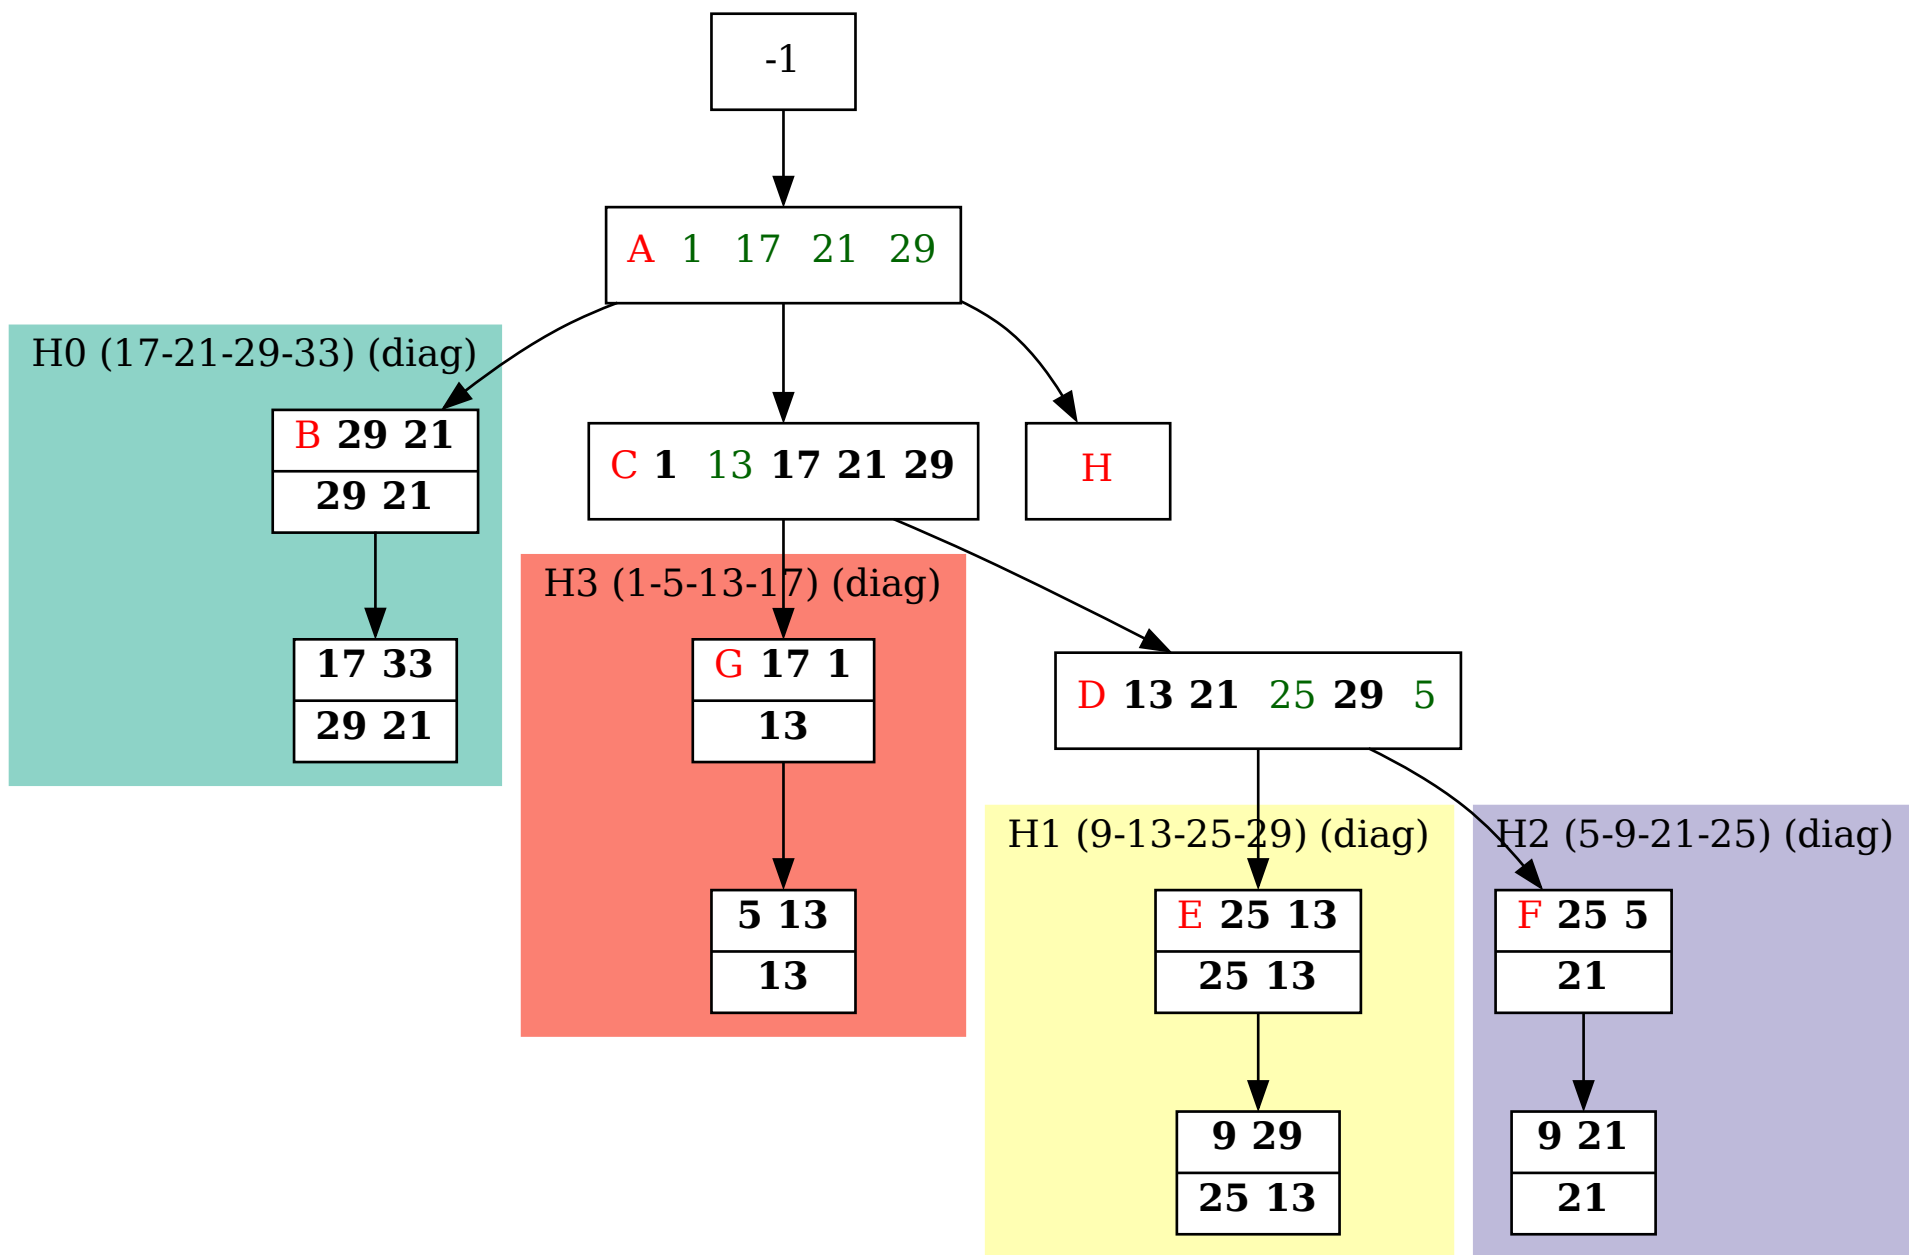 -1
A 1 17 21 29
H0 (17-21-29-33) (diag)
B 29 21
29 21
C 1 13 17 21 29
H
H3 (1-5-13-17) (diag)
17 33
29 21
G 17 1
13
D 13 21 25 29 5
H1 (9-13-25-29) (diag)
H2 (5-9-21-25) (diag)
5 13
13
E 25 13
25 13
F 25 5
21
9 29
25 13
9 21
21